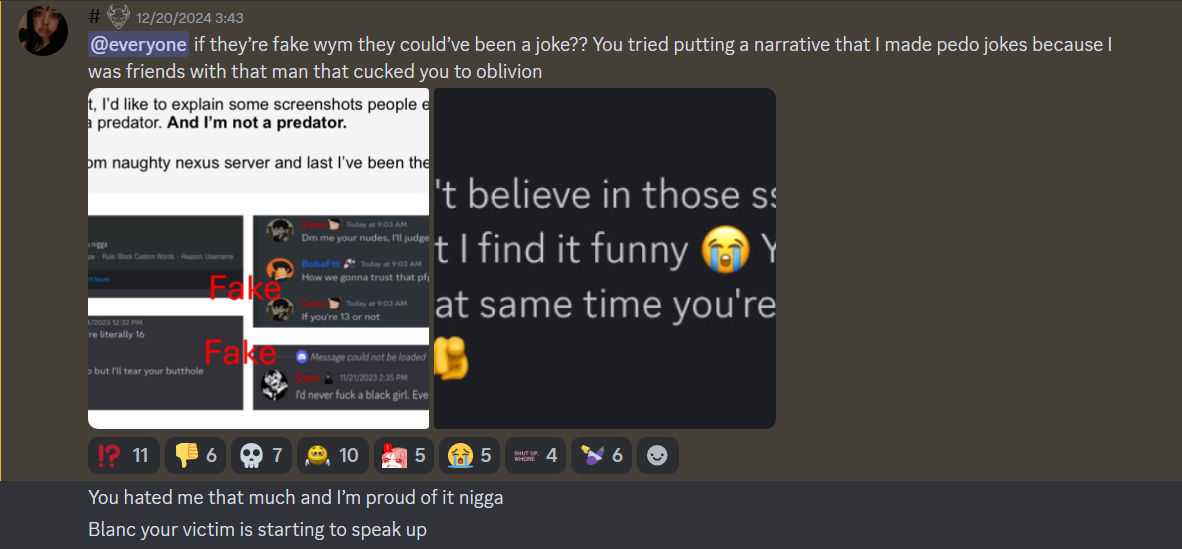 # 12/20/2024 3:43
@everyone if they’re fake wym they could’ve been a joke?? You tried putting a narrative that I made pedo jokes because I
was friends with that man that cucked you to oblivion
t, I’d like to explain some screenshots people e
a predator. And I’m not a predator.
om naughty nexus server and last I’ve been the
nigga
pe · Rule: Block Custom Words · Reason: Username
rt Issues
Fake
/2023 12:32 PM
're literally 16
Fake
o but I'll tear your butthole
Cyno Today at 9:03 AM
Dm me your nudes, I'll judge
BobaFtt Today at 9:03 AM
How we gonna trust that pf
Cyno Today at 9:03 AM
If you're 13 or not
Message could not be loaded
Cyno 11/21/2023 2:35 PM
I'd never fuck a black girl. Eve
't believe in those ss
t I find it funny 😭 Y
at same time you're
🫵
11 6 7 10 5 5 SHUT UP, WHORE 4 6
You hated me that much and I’m proud of it nigga
Blanc your victim is starting to speak up